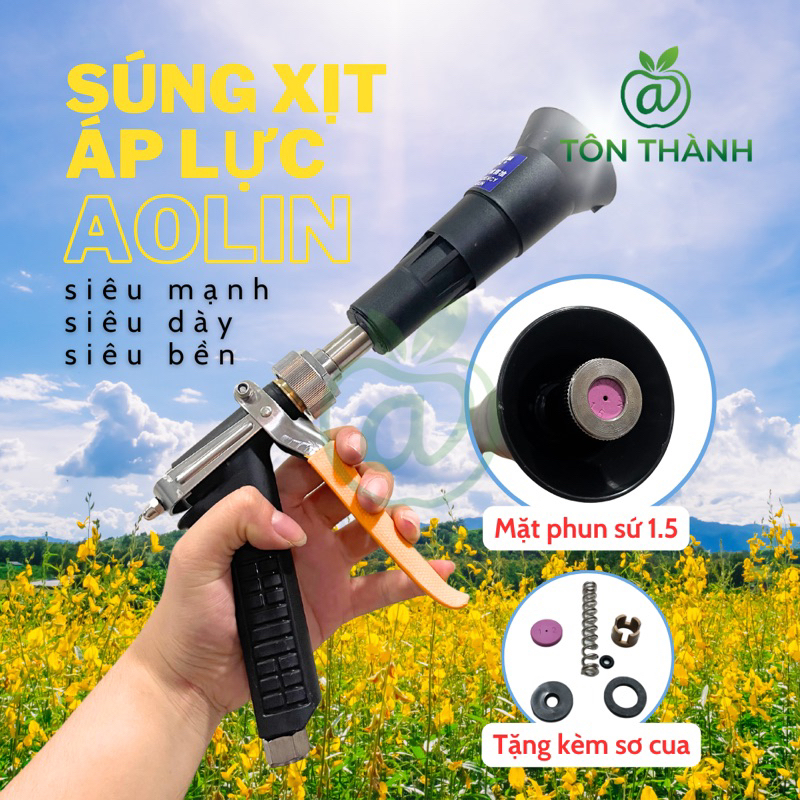 SÚNG XỊT
ÁP LỰC
AOLIN
siêu mạnh
siêu dày
siêu bền
@
TÔN THÀNH
Mặt phun sứ 1.5
Tặng kèm sơ cua